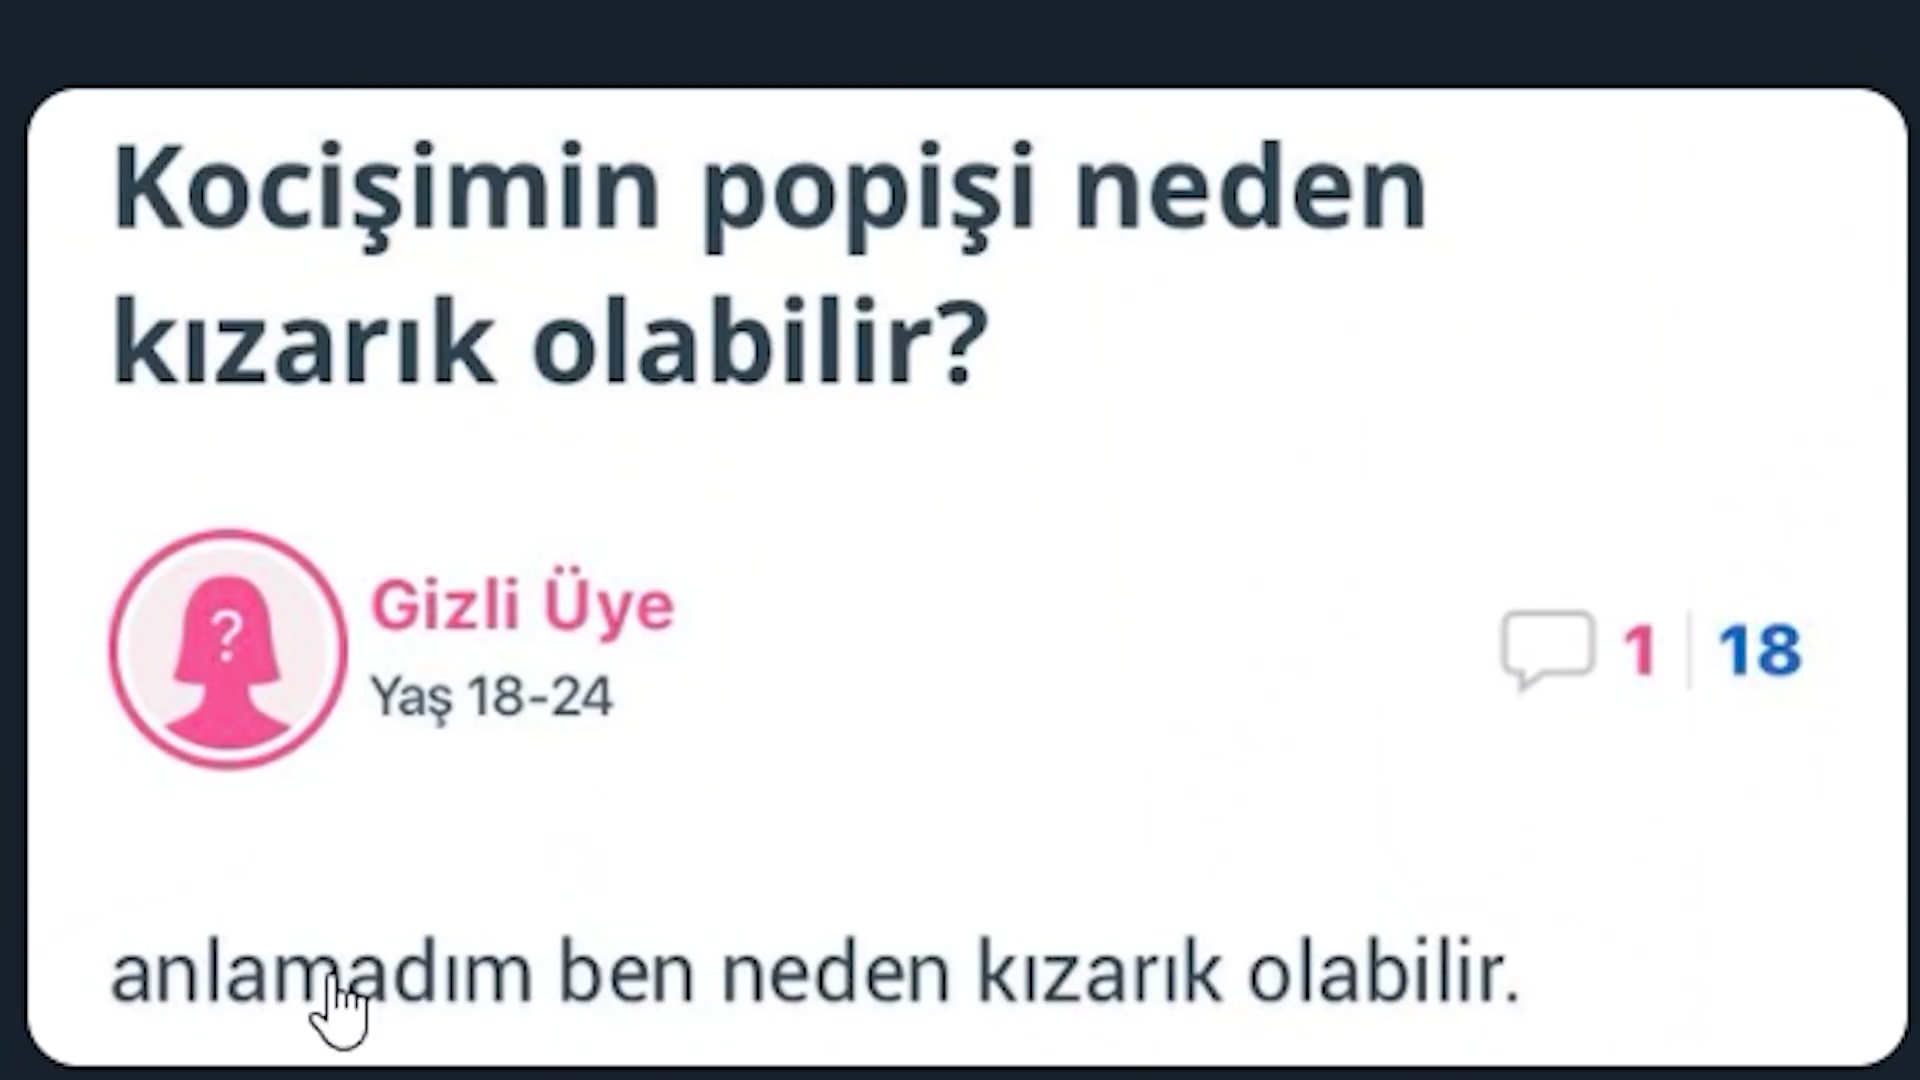 Kocişimin popişi neden
kızarık olabilir?
?
Gizli Üye
Yaş 18-24
1 18
anlamadım ben neden kızarık olabilir.